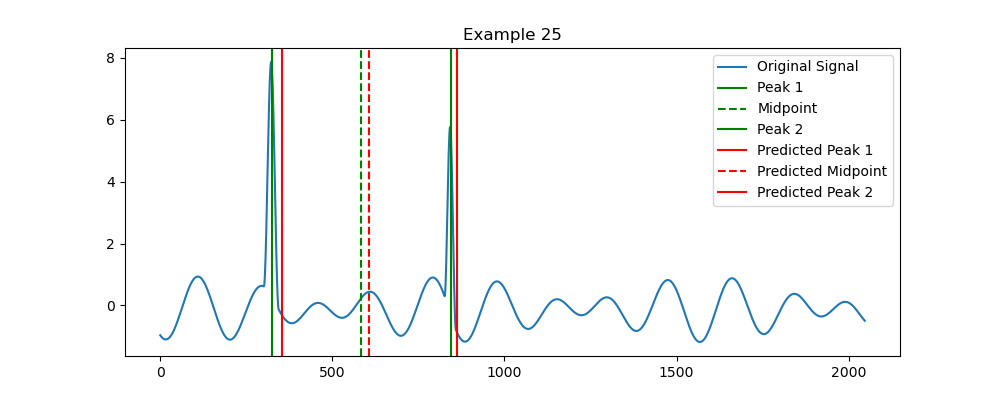 Example 25
8
6
4
2
0
0 500 1000 1500 2000
Original Signal
Peak 1
Midpoint
Peak 2
Predicted Peak 1
Predicted Midpoint
Predicted Peak 2